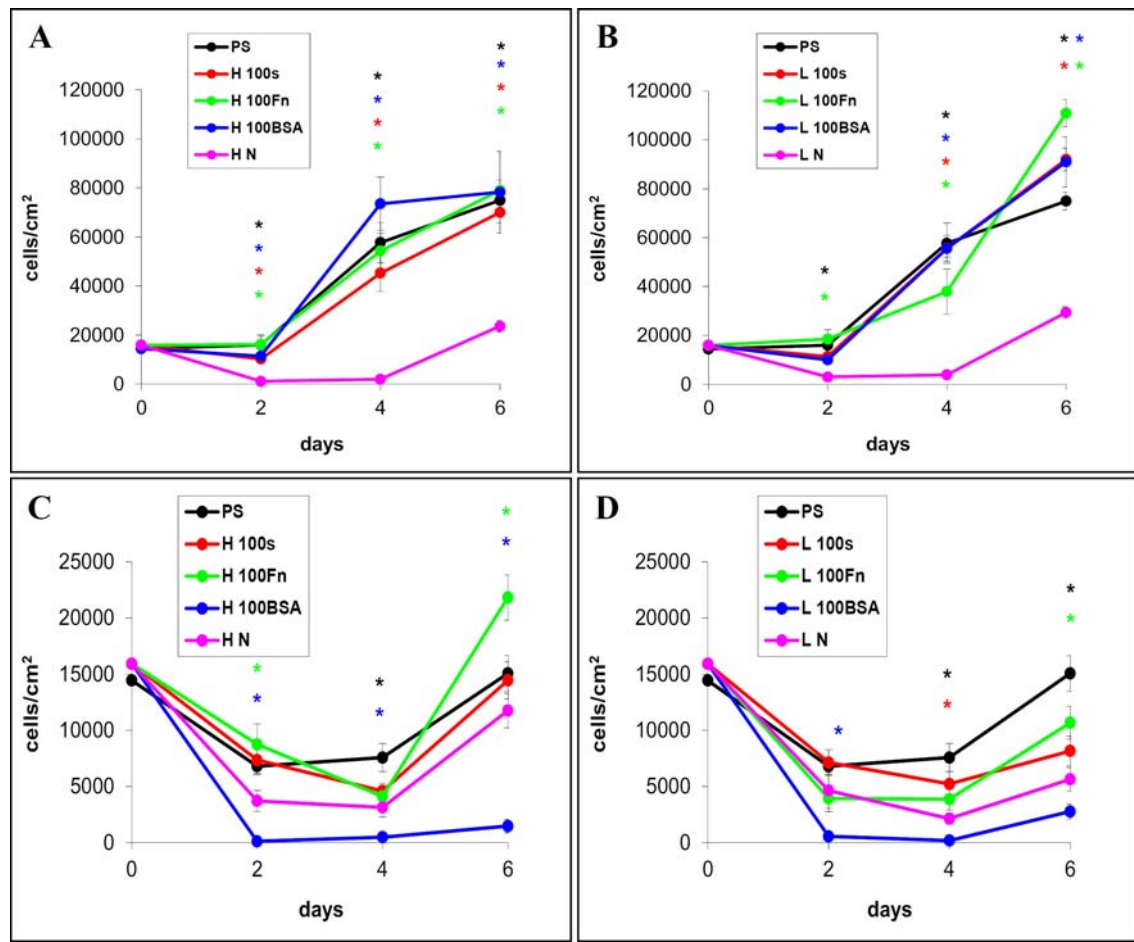 A
PS
H 100s
H 100Fn
H 100BSA
H N
* * * *
* * * *
* * * *
120000
100000
80000
60000
40000
20000
0
cells/cm²
0 2 4 6
days
B
PS
L 100s
L 100Fn
L 100BSA
L N
* *
* * * *
* * * *
120000
100000
80000
60000
40000
20000
0
cells/cm²
0 2 4 6
days
C
PS
H 100s
H 100Fn
H 100BSA
H N
* *
* *
* *
25000
20000
15000
10000
5000
0
cells/cm²
0 2 4 6
days
D
PS
L 100s
L 100Fn
L 100BSA
L N
*
* *
* *
25000
20000
15000
10000
5000
0
cells/cm²
0 2 4 6
days